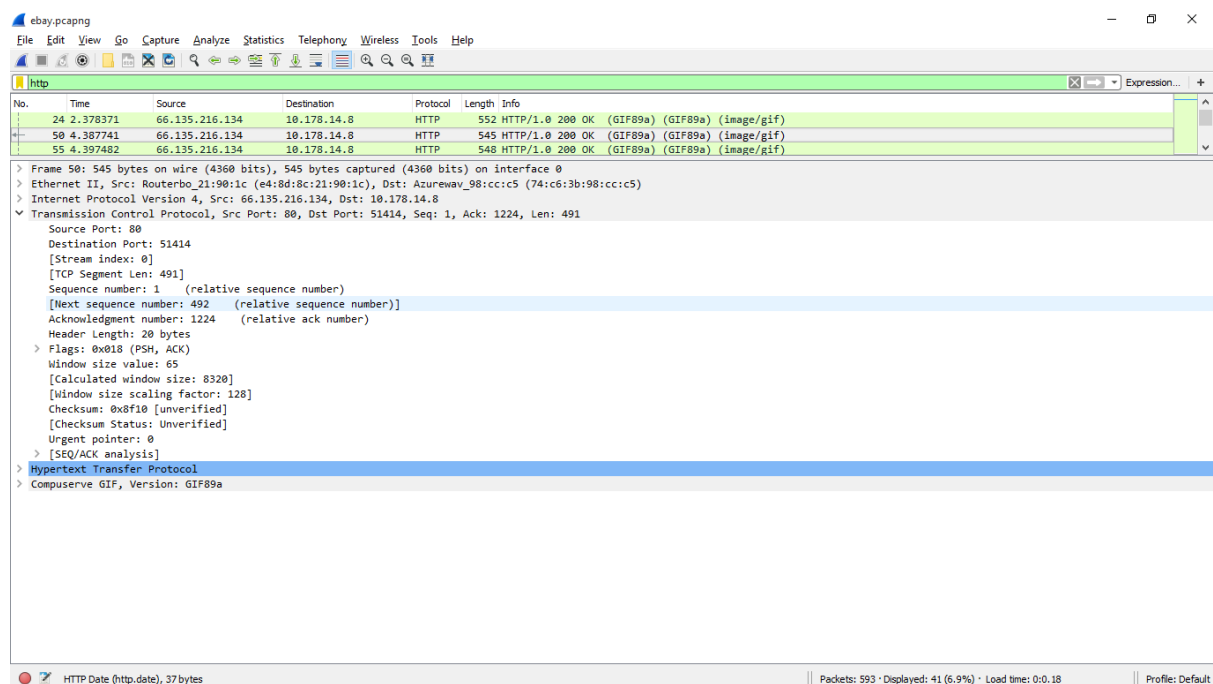 ebay.pcapng
File Edit View Go Capture Analyze Statistics Telephony Wireless Tools Help
http Expression... +
No. Time Source Destination Protocol Length Info
24 2.378371 66.135.216.134 10.178.14.8 HTTP 552 HTTP/1.0 200 OK (GIF89a) (GIF89a) (image/gif)
50 4.387741 66.135.216.134 10.178.14.8 HTTP 545 HTTP/1.0 200 OK (GIF89a) (GIF89a) (image/gif)
55 4.397482 66.135.216.134 10.178.14.8 HTTP 548 HTTP/1.0 200 OK (GIF89a) (GIF89a) (image/gif)
Frame 50: 545 bytes on wire (4360 bits), 545 bytes captured (4360 bits) on interface 0
Ethernet II, Src: Routerbo_21:90:1c (e4:8d:8c:21:90:1c), Dst: Azurewav_98:cc:c5 (74:c6:3b:98:cc:c5)
Internet Protocol Version 4, Src: 66.135.216.134, Dst: 10.178.14.8
Transmission Control Protocol, Src Port: 80, Dst Port: 51414, Seq: 1, Ack: 1224, Len: 491
Source Port: 80
Destination Port: 51414
[Stream index: 0]
[TCP Segment Len: 491]
Sequence number: 1 (relative sequence number)
[Next sequence number: 492 (relative sequence number)]
Acknowledgment number: 1224 (relative ack number)
Header Length: 20 bytes
Flags: 0x018 (PSH, ACK)
Window size value: 65
[Calculated window size: 8320]
[Window size scaling factor: 128]
Checksum: 0x8f10 [unverified]
[Checksum Status: Unverified]
Urgent pointer: 0
[SEQ/ACK analysis]
Hypertext Transfer Protocol
Compuserve GIF, Version: GIF89a
HTTP Date (http.date), 37 bytes Packets: 593 · Displayed: 41 (6.9%) · Load time: 0:0.18 Profile: Default